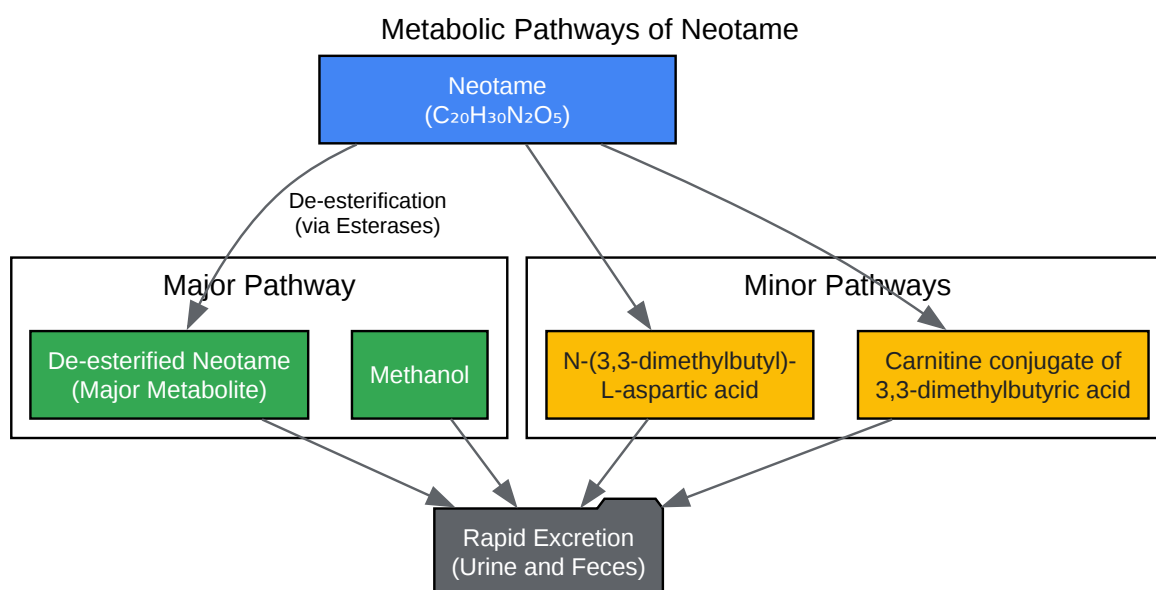 Metabolic Pathways of Neotame
Neotame
(C₂₀H₃₀N₂O₅)
De-esterification
(via Esterases)
Major Pathway
Minor Pathways
De-esterified Neotame
(Major Metabolite)
Methanol
N-(3,3-dimethylbutyl)-
L-aspartic acid
Carnitine conjugate of
3,3-dimethylbutyric acid
Rapid Excretion
(Urine and Feces)